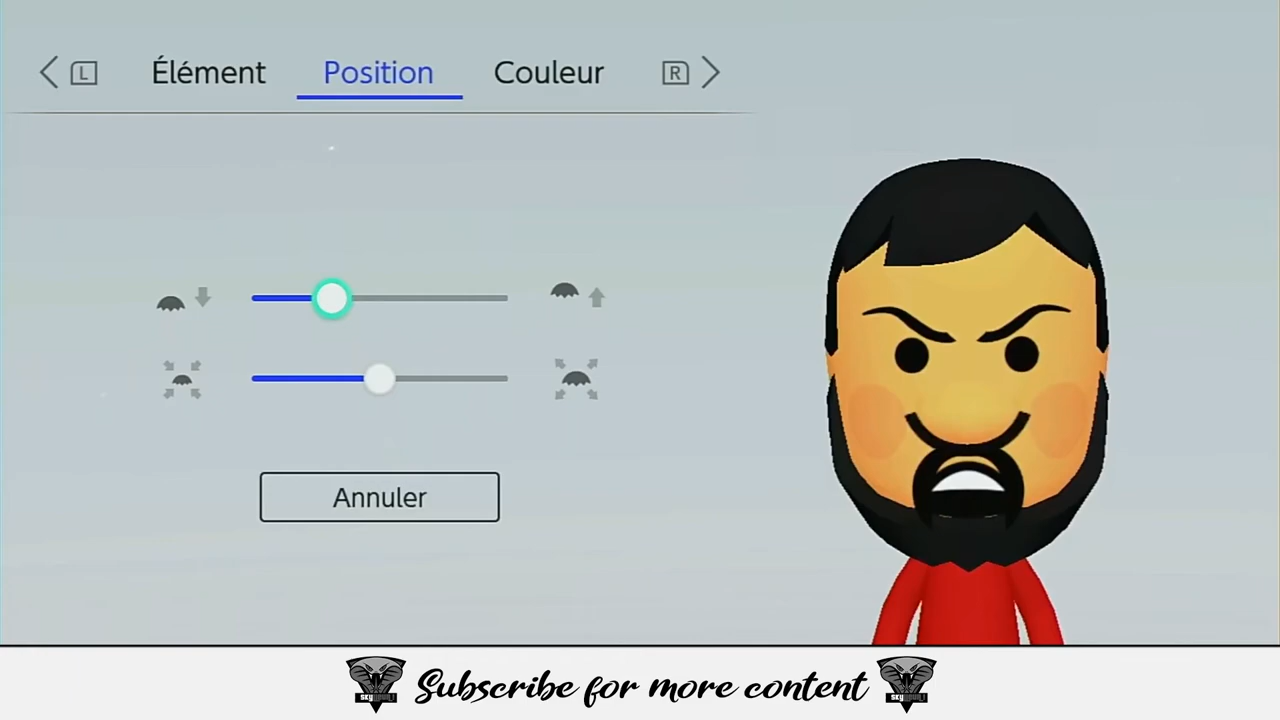 L Élément Position Couleur R
Annuler
Subscribe for more content